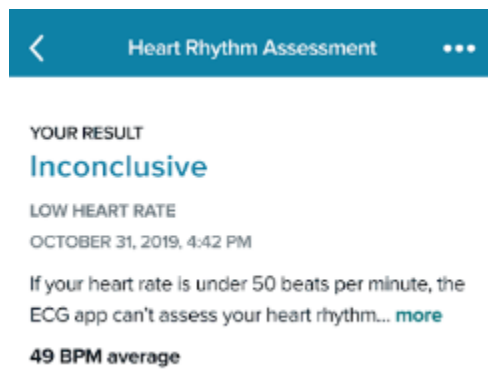 Heart Rhythm Assessment
YOUR RESULT
Inconclusive
LOW HEART RATE
OCTOBER 31, 2019, 4:42 PM
If your heart rate is under 50 beats per minute, the
ECG app can't assess your heart rhythm... more
49 BPM average